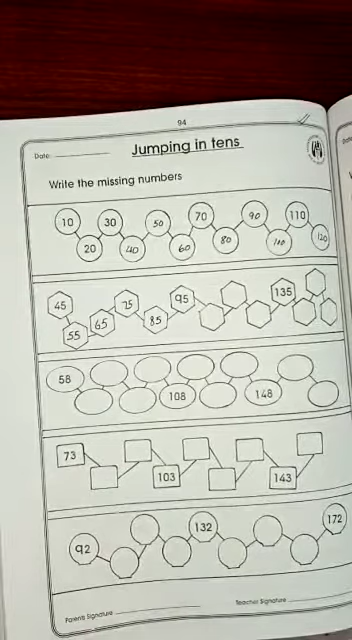 94
Date:
Jumping in tens
Write the missing numbers
10 20 30 40 50 60 70 80 90 100 110 120
45 55 65 75 85 95 135
58 108 148
73 103 143
92 132 172
Parents Signature
Teacher Signature